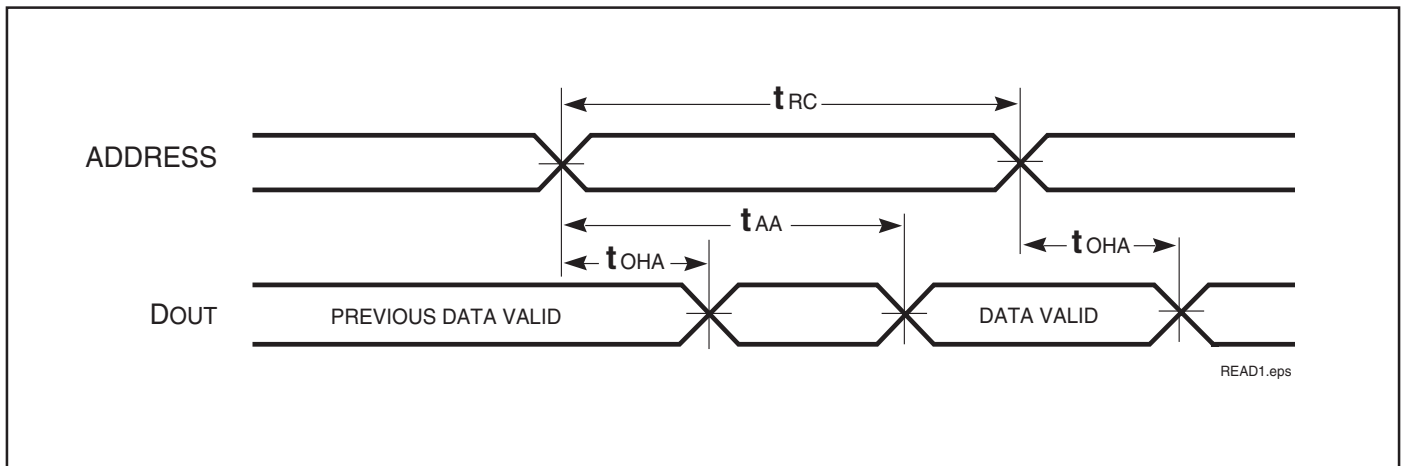 tRC
ADDRESS
tAA
tOHA
tOHA
DOUT
PREVIOUS DATA VALID
DATA VALID
READ1.eps